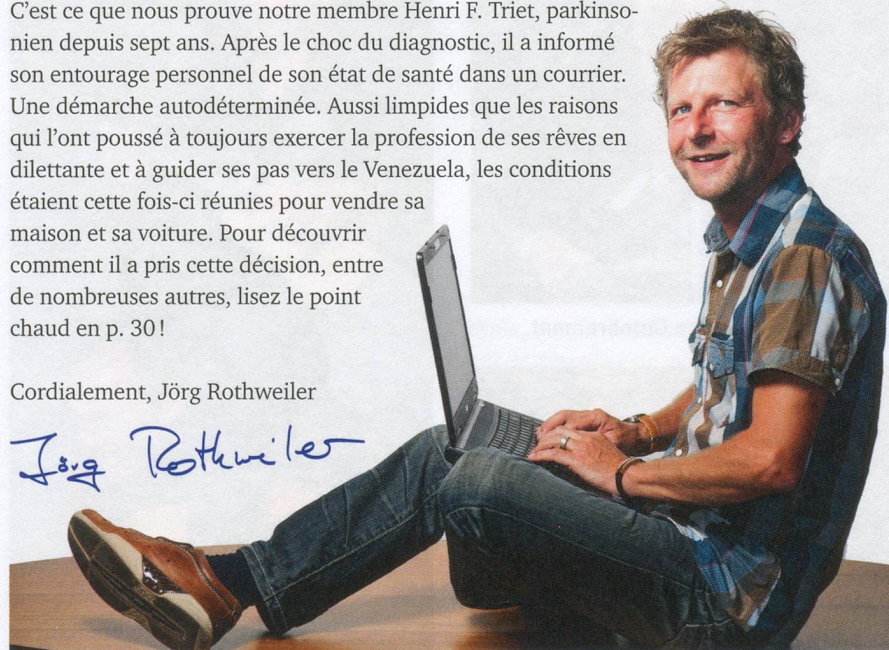 C'est ce que nous prouve notre membre Henri F. Triet, parkinso-
nien depuis sept ans. Après le choc du diagnostic, il a informé
son entourage personnel de son état de santé dans un courrier.
Une démarche autodéterminée. Aussi limpides que les raisons
qui l'ont poussé à toujours exercer la profession de ses rêves en
dilettante et à guider ses pas vers le Venezuela, les conditions
étaient cette fois-ci réunies pour vendre sa
maison et sa voiture. Pour découvrir
comment il a pris cette décision, entre
de nombreuses autres, lisez le point
chaud en p. 30!
Cordialement, Jörg Rothweiler
Jörg Rothweiler